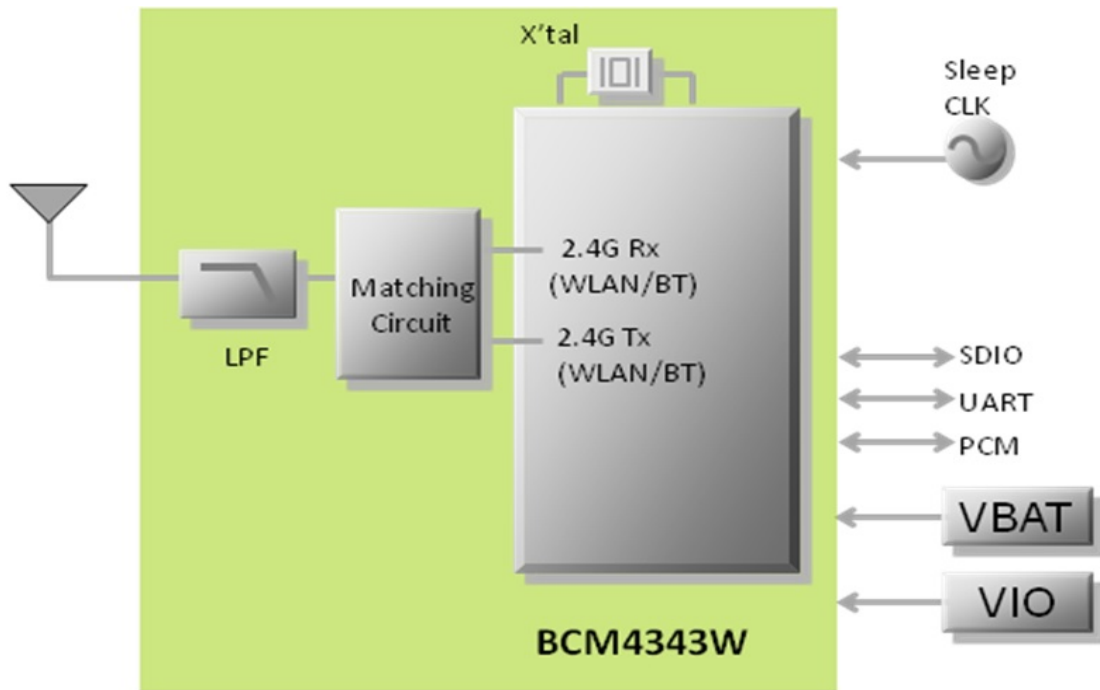 X'tal
Sleep
CLK
2.4G Rx
(WLAN/BT)
Matching
Circuit
2.4G Tx
(WLAN/BT)
LPF
SDIO
UART
PCM
VBAT
VIO
BCM4343W